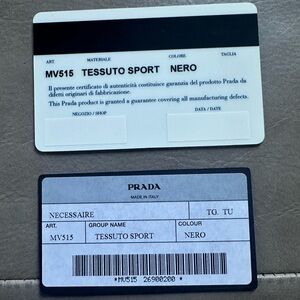 ART. MATERIALE COLORE TAGLIA
MV515 TESSUTO SPORT NERO
Il presente certificato di autenticità costituisce garanzia del prodotto Prada da
difetti originari di fabbricazione.
This Prada product is granted a guarantee covering all manufacturing defects.
NEGOZIO / SHOP DATA / DATE
PRADA
MADE IN ITALY
NECESSAIRE TG. TU
ART. GROUP NAME COLOUR
MV515 TESSUTO SPORT NERO
*MV515 26900200 *